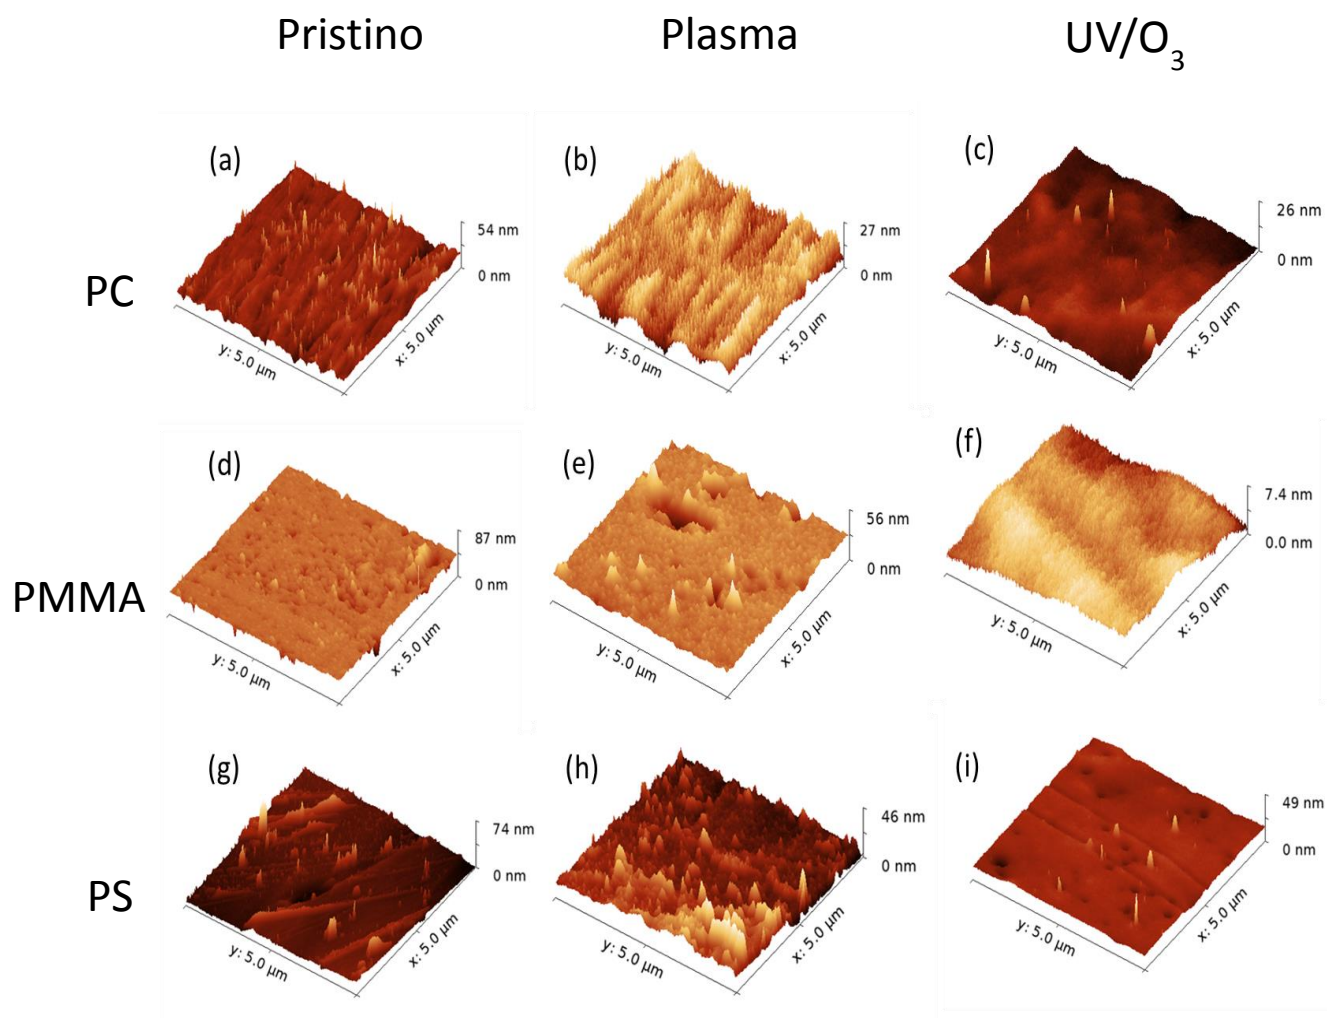 Pristino
Plasma
UV/O₃
PC
(a)
54 nm
0 nm
y: 5.0 µm
x: 5.0 µm
(b)
27 nm
0 nm
y: 5.0 µm
x: 5.0 µm
(c)
26 nm
0 nm
y: 5.0 µm
x: 5.0 µm
PMMA
(d)
87 nm
0 nm
y: 5.0 µm
x: 5.0 µm
(e)
56 nm
0 nm
y: 5.0 µm
x: 5.0 µm
(f)
7.4 nm
0.0 nm
y: 5.0 µm
x: 5.0 µm
PS
(g)
74 nm
0 nm
y: 5.0 µm
x: 5.0 µm
(h)
46 nm
0 nm
y: 5.0 µm
x: 5.0 µm
(i)
49 nm
0 nm
y: 5.0 µm
x: 5.0 µm